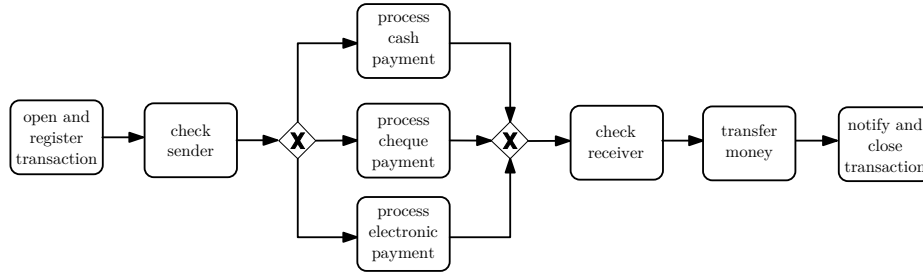 open and
register
transaction
check
sender
X
process
cash
payment
process
cheque
payment
process
electronic
payment
X
check
receiver
transfer
money
notify and
close
transaction